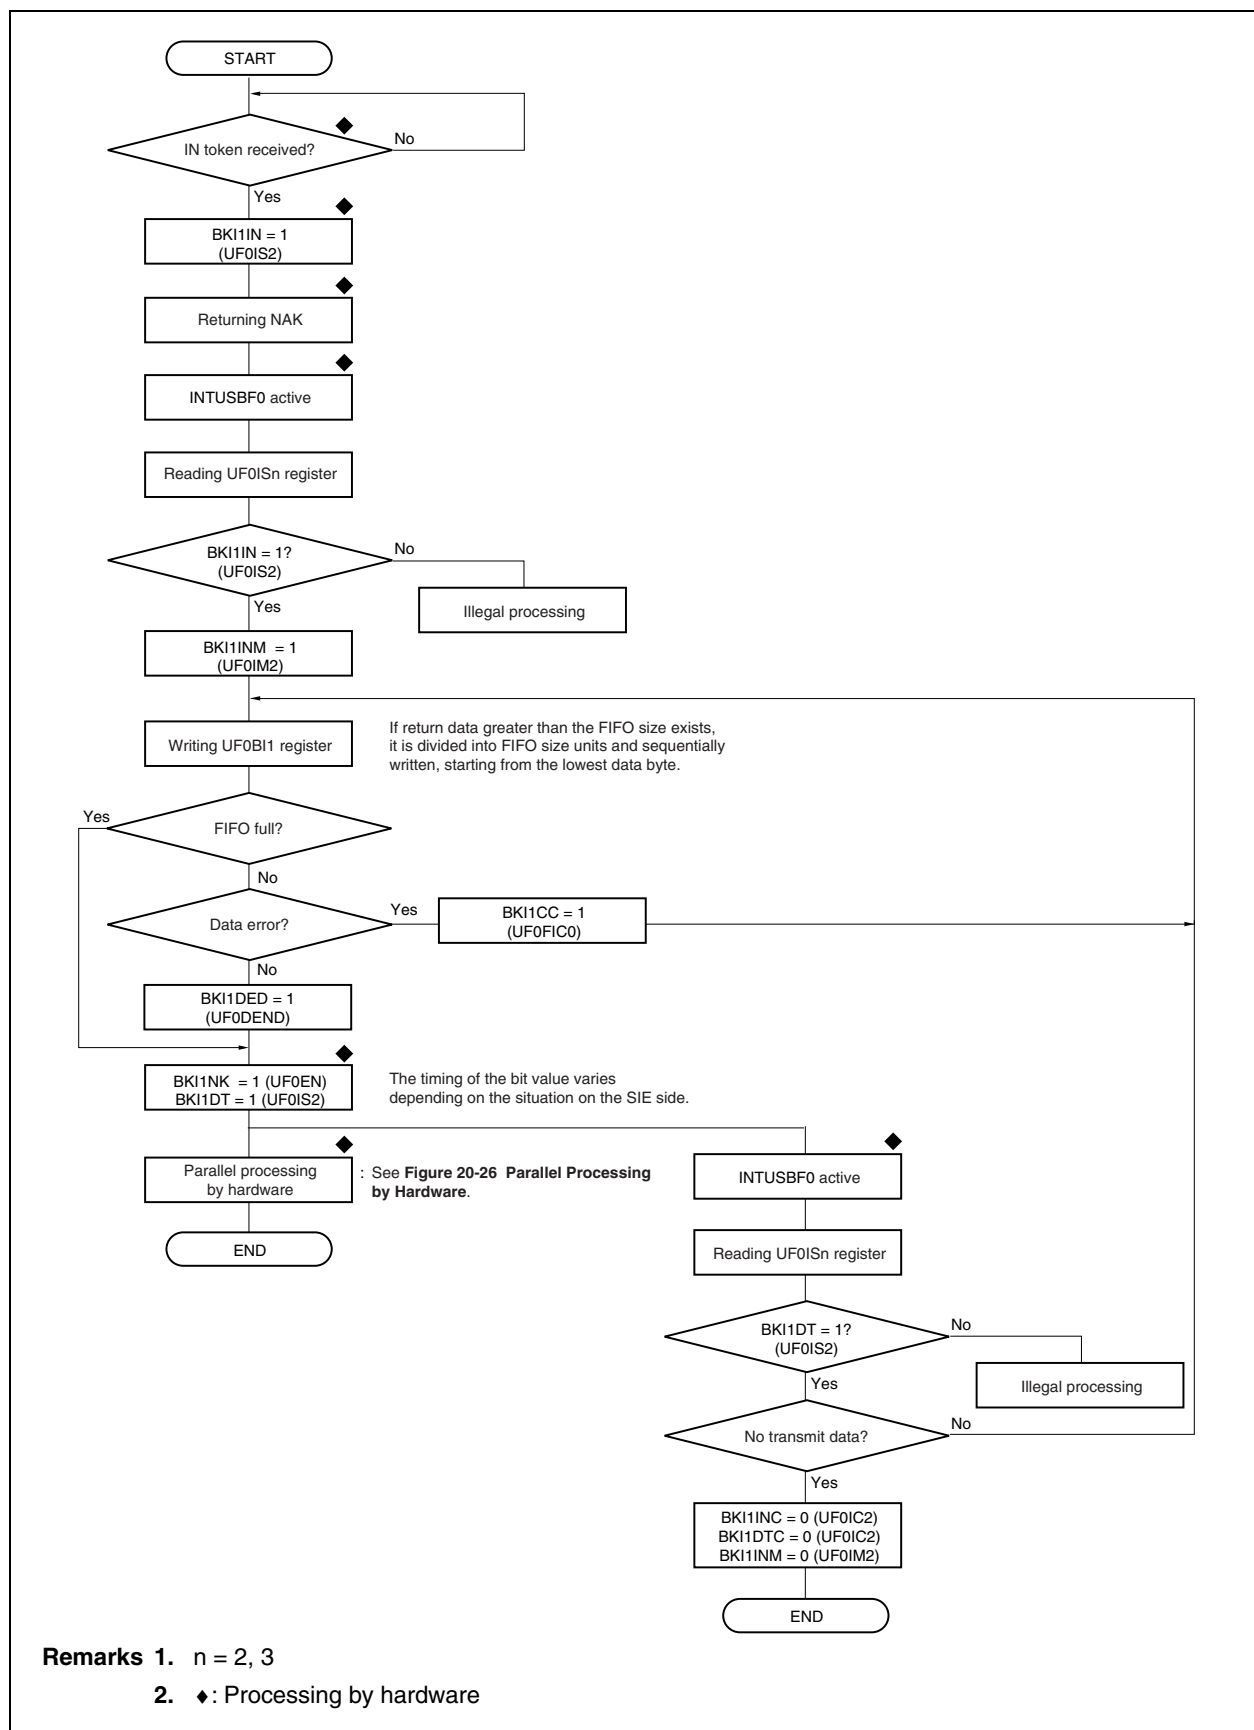 START
IN token received?
No
Yes
BKI1IN = 1
(UF0IS2)
Returning NAK
INTUSBF0 active
Reading UF0ISn register
BKI1IN = 1?
(UF0IS2)
No
Illegal processing
Yes
BKI1INM = 1
(UF0IM2)
Writing UF0BI1 register
If return data greater than the FIFO size exists,
it is divided into FIFO size units and sequentially
written, starting from the lowest data byte.
Yes
FIFO full?
No
Data error?
Yes
BKI1CC = 1
(UF0FIC0)
No
BKI1DED = 1
(UF0DEND)
BKI1NK = 1 (UF0EN)
BKI1DT = 1 (UF0IS2)
The timing of the bit value varies
depending on the situation on the SIE side.
Parallel processing
by hardware
: See Figure 20-26 Parallel Processing
by Hardware.
END
INTUSBF0 active
Reading UF0ISn register
BKI1DT = 1?
(UF0IS2)
No
Illegal processing
Yes
No transmit data?
No
Yes
BKI1INC = 0 (UF0IC2)
BKI1DTC = 0 (UF0IC2)
BKI1INM = 0 (UF0IM2)
END
Remarks 1. n = 2, 3
2. ♦: Processing by hardware